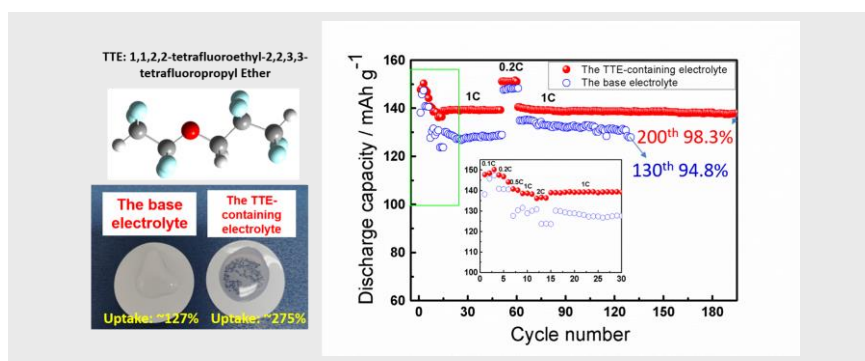 TTE: 1,1,2,2-tetrafluoroethyl-2,2,3,3-
tetrafluoropropyl Ether
The base
electrolyte
The TTE-
containing
electrolyte
Uptake: ~127%
Uptake: ~275%
Discharge capacity / mAh g⁻¹
160
140
120
100
80
60
0
30
60
90
120
150
180
Cycle number
The TTE-containing electrolyte
The base electrolyte
1C
0.2C
1C
200th 98.3%
130th 94.8%
150
140
130
120
110
100
0
5
10
15
20
25
30
0.1C
0.2C
0.5C
1C
2C
1C